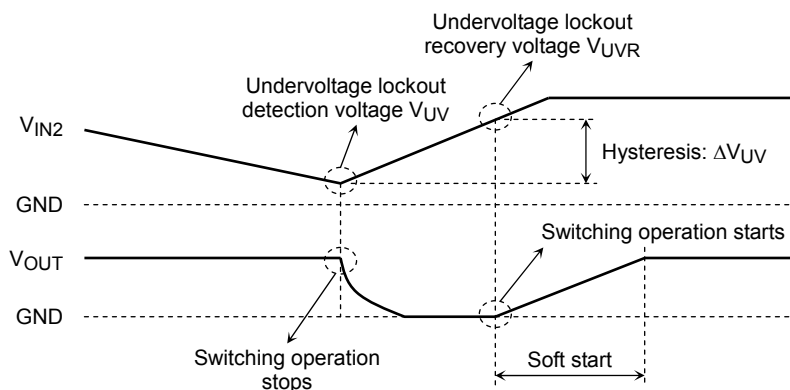 Undervoltage lockout
recovery voltage VUVR
Undervoltage lockout
detection voltage VUV
VIN2
Hysteresis: ΔVUV
GND
Switching operation starts
VOUT
GND
Switching operation
stops
Soft start